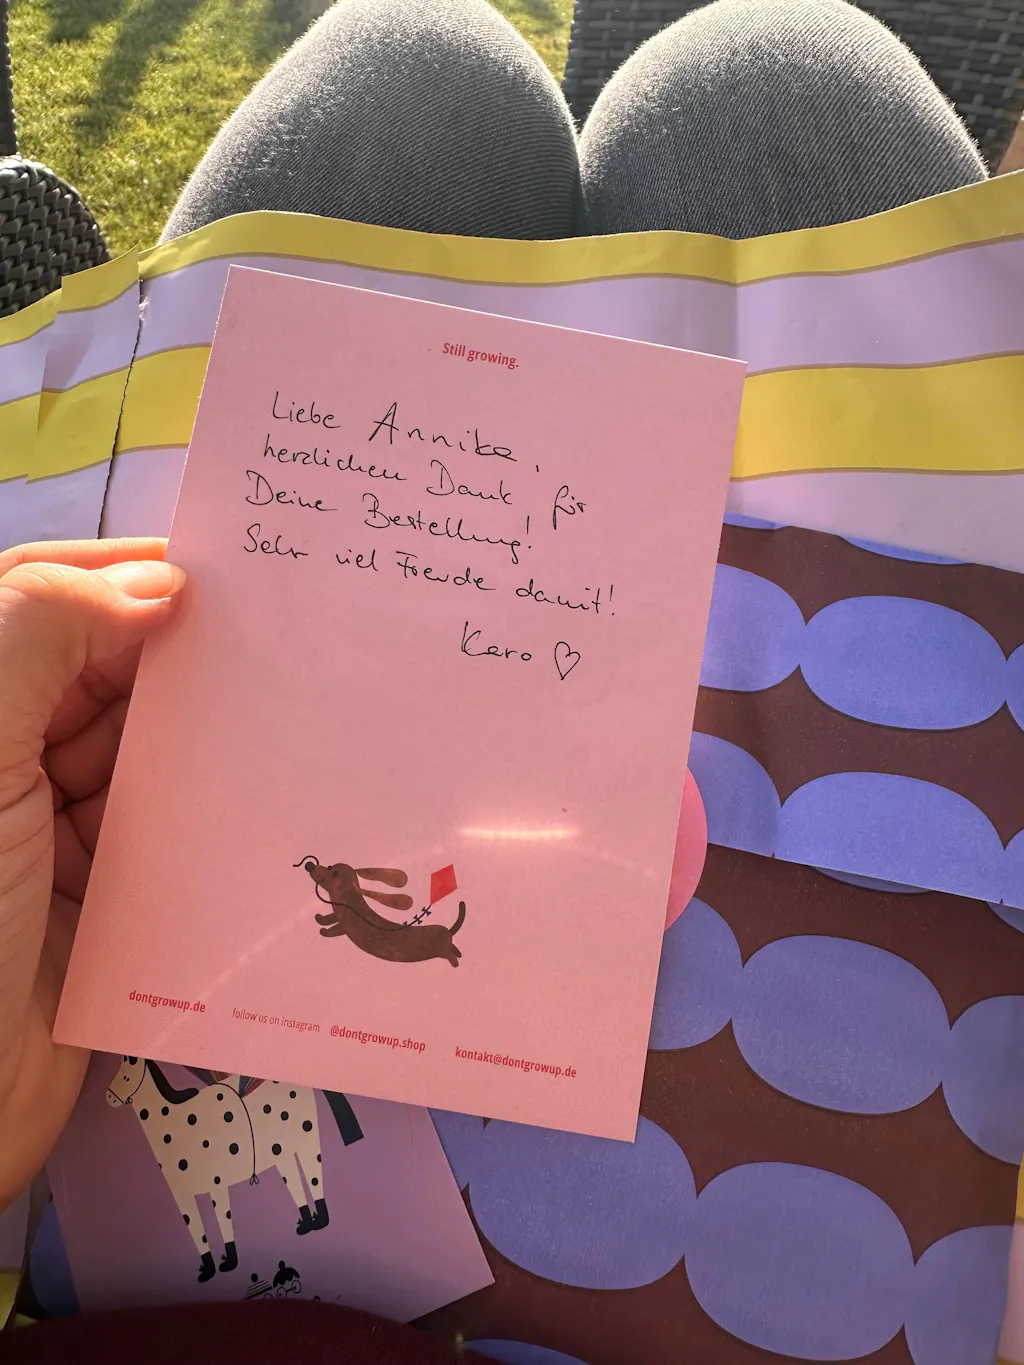 Still growing.
Liebe Annika,
herzlichen Dank für
Deine Bestellung!
Sehr viel Freude damit!
Karo ♡
dontgrowup.de follow us on instagram @dontgrowup.shop kontakt@dontgrowup.de